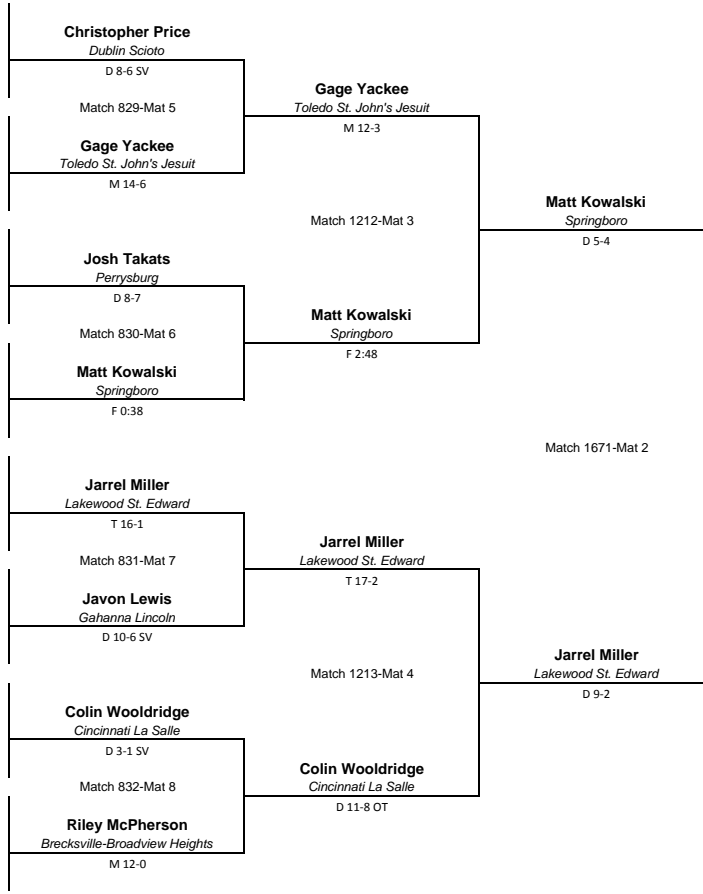 Christopher Price
Dublin Scioto
D 8-6 SV
Match 829-Mat 5
Gage Yackee
Toledo St. John's Jesuit
M 14-6
Josh Takats
Perrysburg
D 8-7
Match 830-Mat 6
Matt Kowalski
Springboro
F 0:38
Jarrel Miller
Lakewood St. Edward
T 16-1
Match 831-Mat 7
Javon Lewis
Gahanna Lincoln
D 10-6 SV
Colin Wooldridge
Cincinnati La Salle
D 3-1 SV
Match 832-Mat 8
Riley McPherson
Brecksville-Broadview Heights
M 12-0
Gage Yackee
Toledo St. John's Jesuit
M 12-3
Match 1212-Mat 3
Matt Kowalski
Springboro
F 2:48
Jarrel Miller
Lakewood St. Edward
T 17-2
Match 1213-Mat 4
Colin Wooldridge
Cincinnati La Salle
D 11-8 OT
Matt Kowalski
Springboro
D 5-4
Match 1671-Mat 2
Jarrel Miller
Lakewood St. Edward
D 9-2